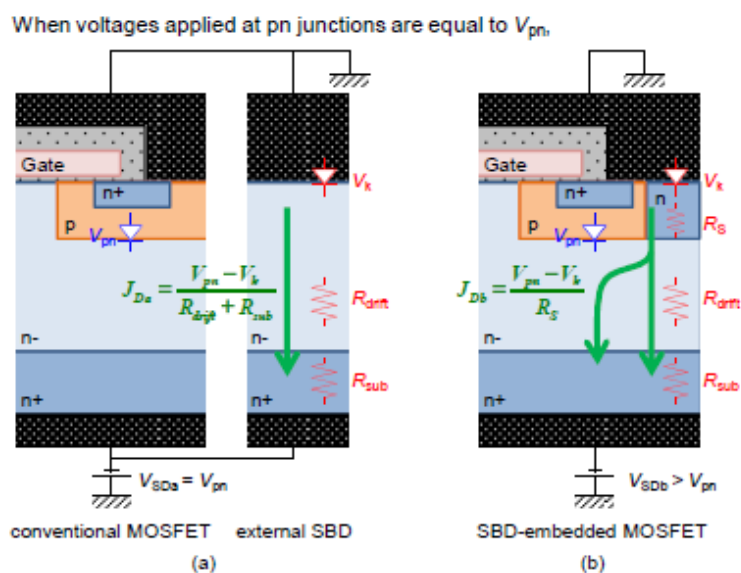 When voltages applied at pn junctions are equal to Vpn,
Gate
n+
p
Vpn
JDa = (Vpn − Vk) / (Rdrift + Rsub)
n-
n+
Vk
Rdrift
n-
Rsub
n+
VSDa = Vpn
conventional MOSFET external SBD
(a)
Gate
n+
n
p
Vpn
Vk
RS
JDb = (Vpn − Vk) / RS
Rdrift
n-
Rsub
n+
VSDb > Vpn
SBD-embedded MOSFET
(b)